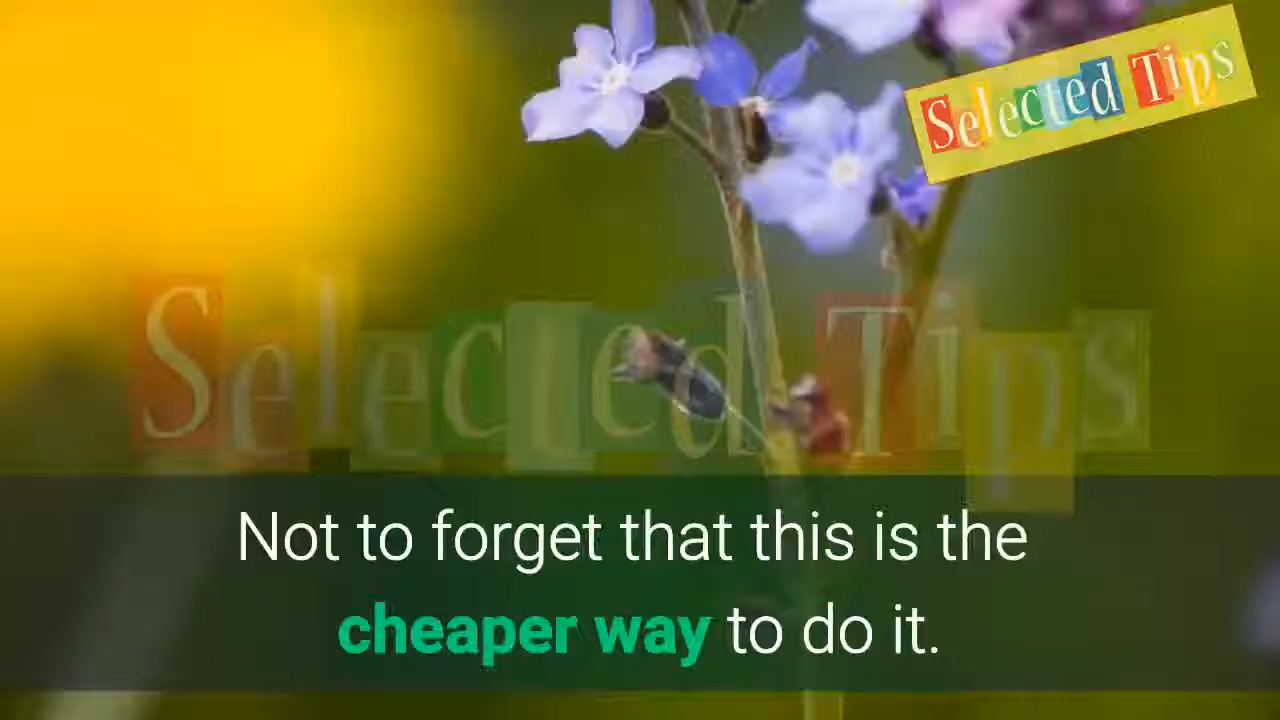 Selected Tips
Selected Tips
Not to forget that this is the
cheaper way to do it.